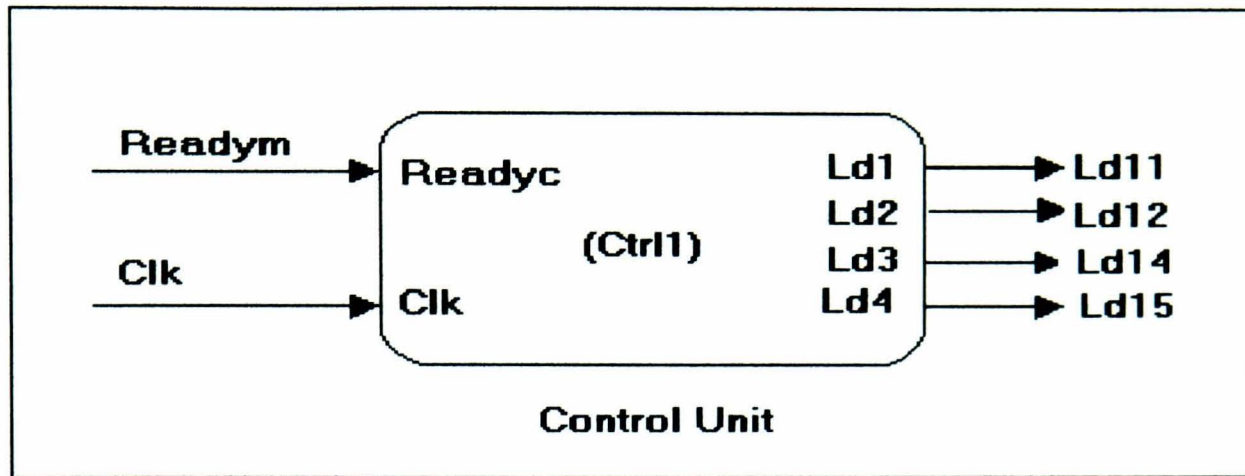 Readym
Readyc
Ld1
Ld11
Ld2
Ld12
(Ctrl1)
Clk
Ld3
Ld14
Clk
Ld4
Ld15
Control Unit